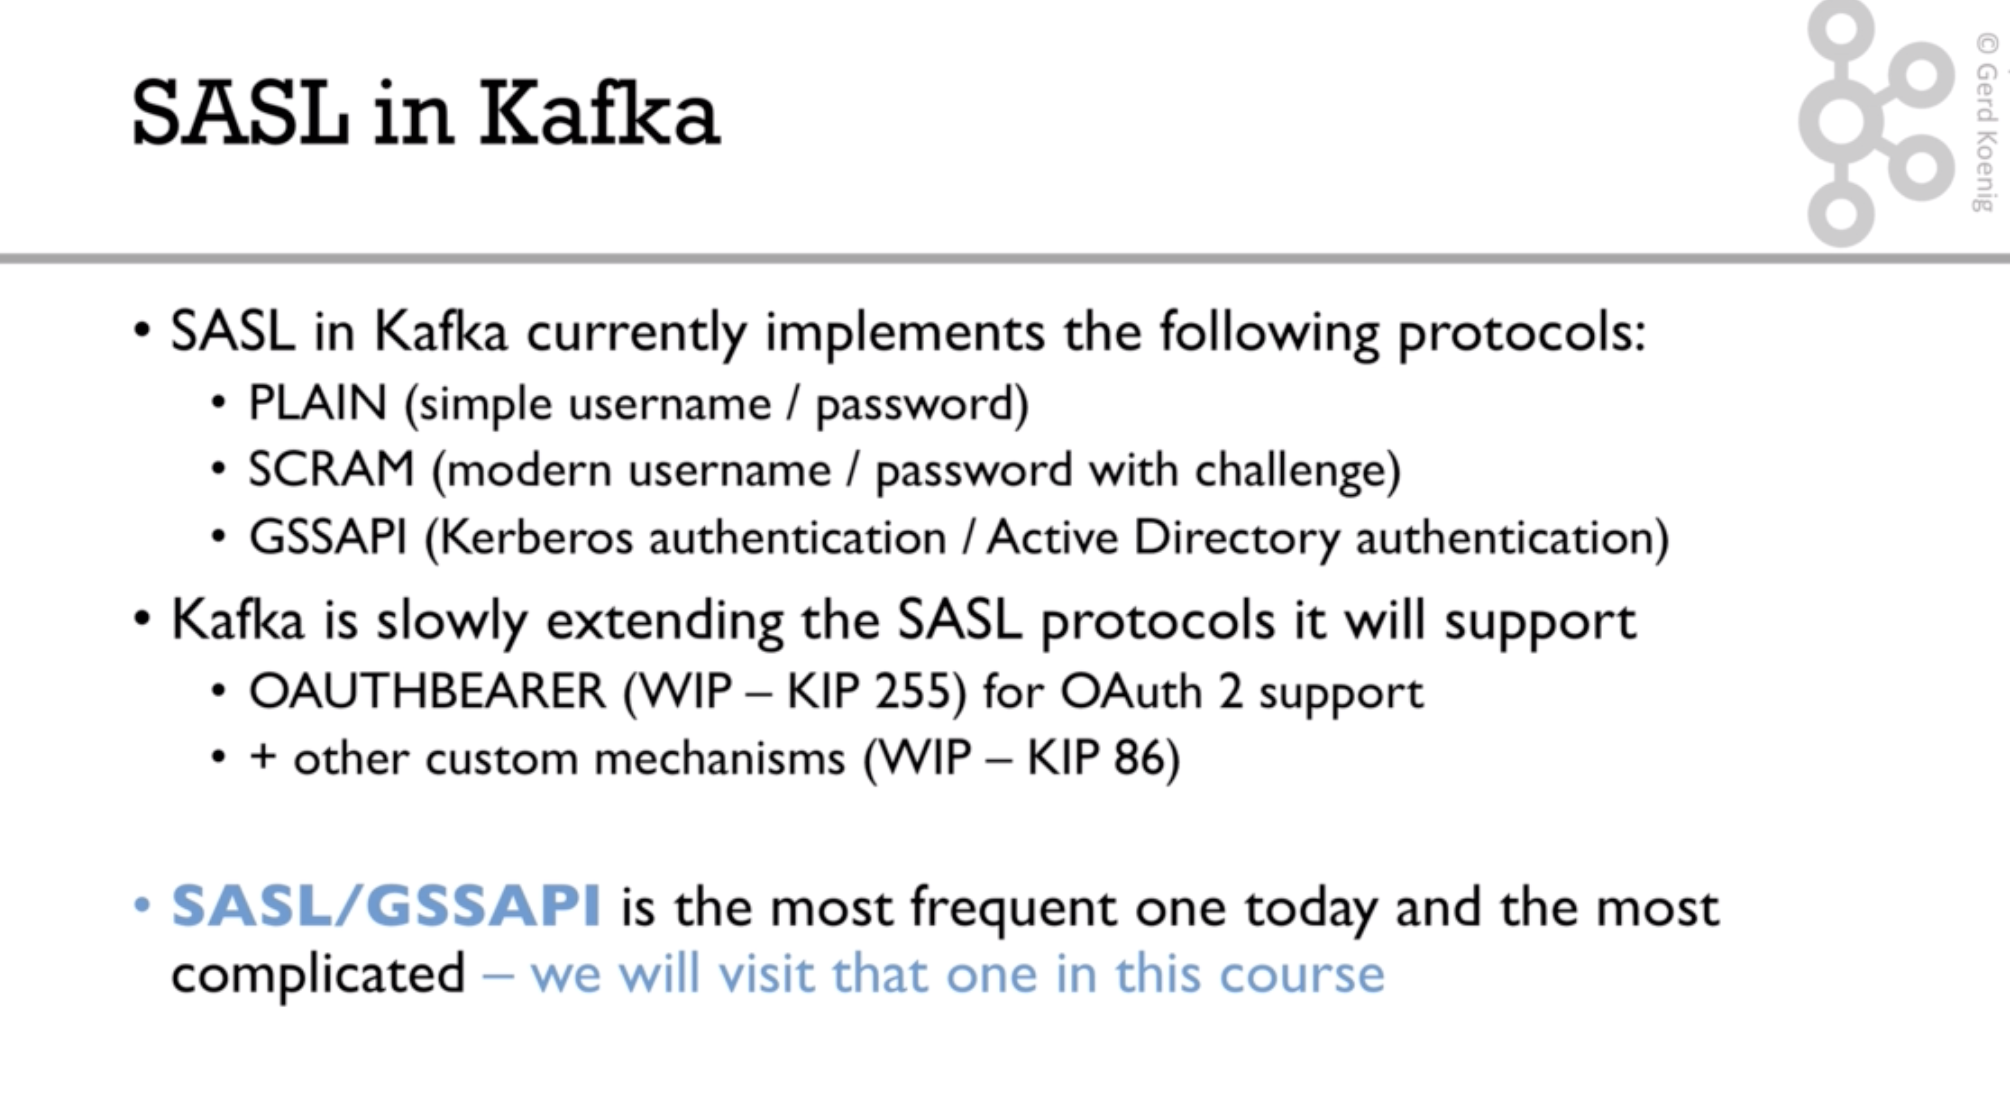 SASL in Kafka
© Gerd Koenig
• SASL in Kafka currently implements the following protocols:
• PLAIN (simple username / password)
• SCRAM (modern username / password with challenge)
• GSSAPI (Kerberos authentication / Active Directory authentication)
• Kafka is slowly extending the SASL protocols it will support
• OAUTHBEARER (WIP – KIP 255) for OAuth 2 support
• + other custom mechanisms (WIP – KIP 86)
• SASL/GSSAPI is the most frequent one today and the most
complicated – we will visit that one in this course